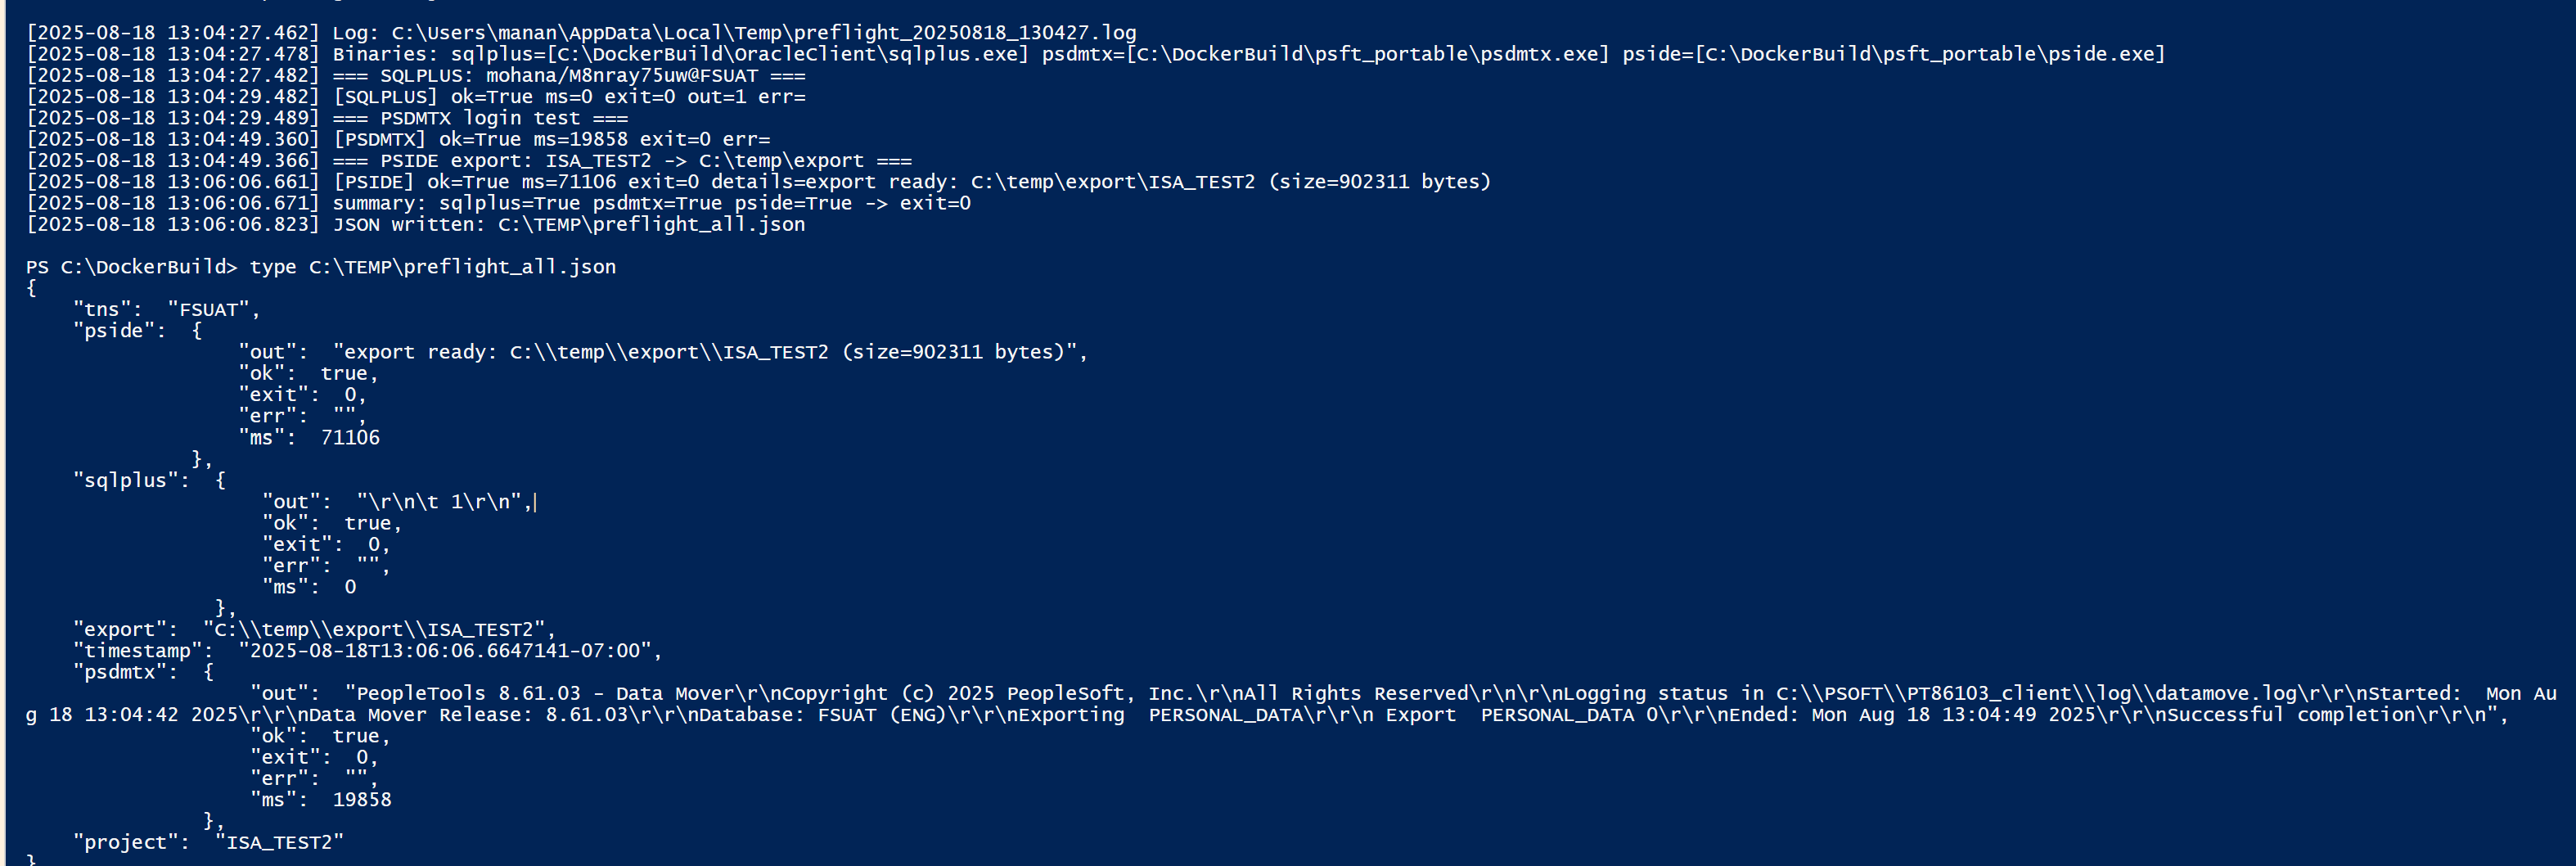 [2025-08-18 13:04:27.462] Log: C:\Users\manan\AppData\Local\Temp\preflight_20250818_130427.log
[2025-08-18 13:04:27.478] Binaries: sqlplus=[C:\DockerBuild\OracleClient\sqlplus.exe] psdmtx=[C:\DockerBuild\psft_portable\psdmtx.exe] pside=[C:\DockerBuild\psft_portable\pside.exe]
[2025-08-18 13:04:27.482] === SQLPLUS: mohana/M8nray75uw@FSUAT ===
[2025-08-18 13:04:29.482] [SQLPLUS] ok=True ms=0 exit=0 out=1 err=
[2025-08-18 13:04:29.489] === PSDMTX login test ===
[2025-08-18 13:04:49.360] [PSDMTX] ok=True ms=19858 exit=0 err=
[2025-08-18 13:04:49.366] === PSIDE export: ISA_TEST2 -> C:\temp\export ===
[2025-08-18 13:06:06.661] [PSIDE] ok=True ms=71106 exit=0 details=export ready: C:\temp\export\ISA_TEST2 (size=902311 bytes)
[2025-08-18 13:06:06.671] summary: sqlplus=True psdmtx=True pside=True -> exit=0
[2025-08-18 13:06:06.823] JSON written: C:\TEMP\preflight_all.json
PS C:\DockerBuild> type C:\TEMP\preflight_all.json
{
"tns":  "FSUAT",
"pside":  {
"out":  "export ready: C:\\temp\\export\\ISA_TEST2 (size=902311 bytes)",
"ok":  true,
"exit":  0,
"err":  "",
"ms":  71106
},
"sqlplus":  {
"out":  "\r\n\t 1\r\n",
"ok":  true,
"exit":  0,
"err":  "",
"ms":  0
},
"export":  "C:\\temp\\export\\ISA_TEST2",
"timestamp":  "2025-08-18T13:06:06.6647141-07:00",
"psdmtx":  {
"out":  "PeopleTools 8.61.03 - Data Mover\r\nCopyright (c) 2025 PeopleSoft, Inc.\r\nAll Rights Reserved\r\n\r\nLogging status in C:\\PSOFT\\PT86103_client\\log\\datamove.log\r\r\nStarted:  Mon Au
g 18 13:04:42 2025\r\r\nData Mover Release: 8.61.03\r\r\nDatabase: FSUAT (ENG)\r\r\nExporting  PERSONAL_DATA\r\r\n Export  PERSONAL_DATA 0\r\r\nEnded: Mon Aug 18 13:04:49 2025\r\r\nSuccessful completion\r\r\n",
"ok":  true,
"exit":  0,
"err":  "",
"ms":  19858
},
"project":  "ISA_TEST2"
}